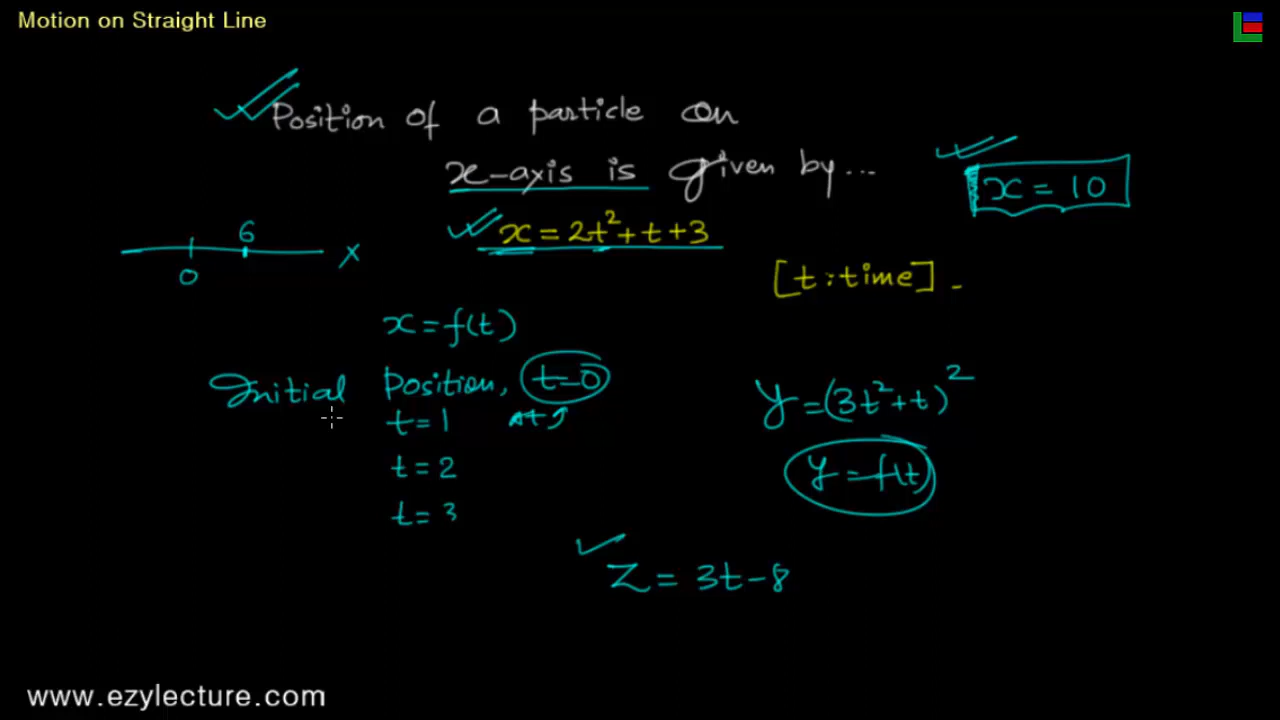 Motion on Straight Line
Position of a particle on
x-axis is given by...
x = 10
x = 2t² + t + 3
6
0
X
[t : time].
x = f(t)
Initial Position, t=0
t = 1
t = 2
t = 3
y = (3t² + t)²
y = f(t)
Z = 3t - 8
www.ezylecture.com